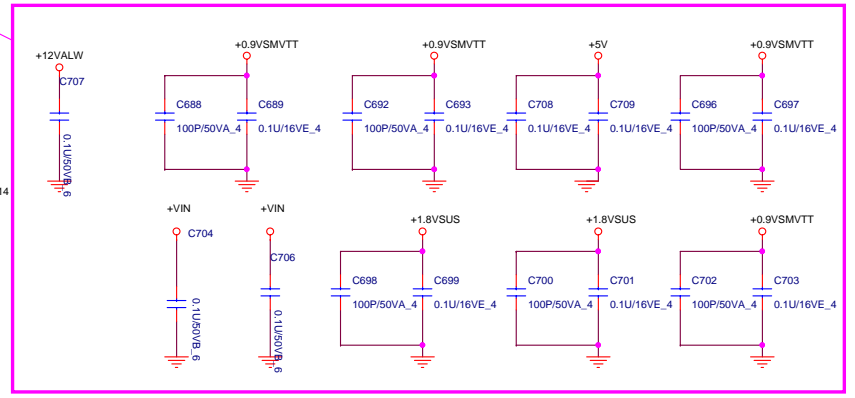 +12VALW
C707
0.1U/50VB_6
+0.9VSMVTT
C688
100P/50VA_4
C689
0.1U/16VE_4
+0.9VSMVTT
C692
100P/50VA_4
C693
0.1U/16VE_4
+5V
C708
0.1U/16VE_4
C709
0.1U/16VE_4
+0.9VSMVTT
C696
100P/50VA_4
C697
0.1U/16VE_4
14
+VIN
C704
0.1U/50VB_6
+VIN
C706
0.1U/50VB_6
+1.8VSUS
C698
100P/50VA_4
C699
0.1U/16VE_4
+1.8VSUS
C700
100P/50VA_4
C701
0.1U/16VE_4
+0.9VSMVTT
C702
100P/50VA_4
C703
0.1U/16VE_4